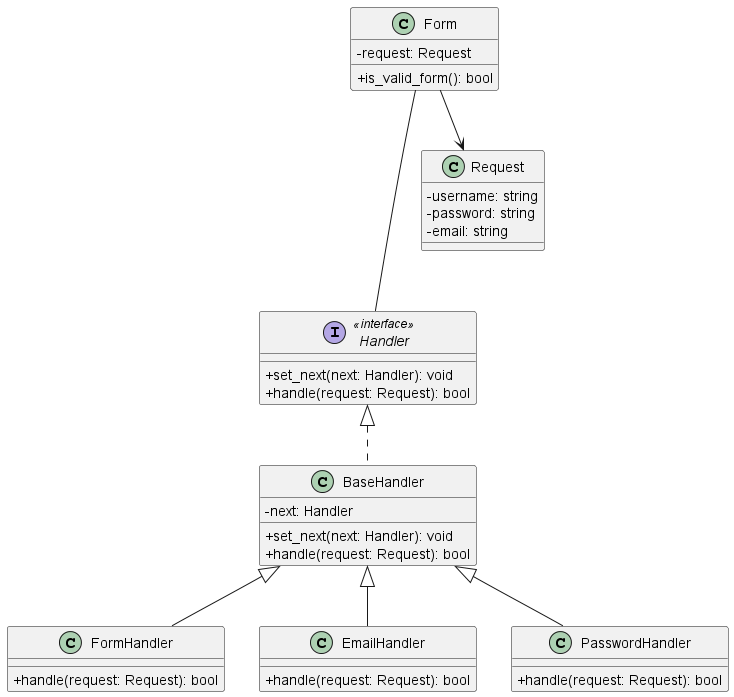 C Form
-request: Request
+is_valid_form(): bool
C Request
-username: string
-password: string
-email: string
I «interface»
Handler
+set_next(next: Handler): void
+handle(request: Request): bool
C BaseHandler
-next: Handler
+set_next(next: Handler): void
+handle(request: Request): bool
C FormHandler
+handle(request: Request): bool
C EmailHandler
+handle(request: Request): bool
C PasswordHandler
+handle(request: Request): bool